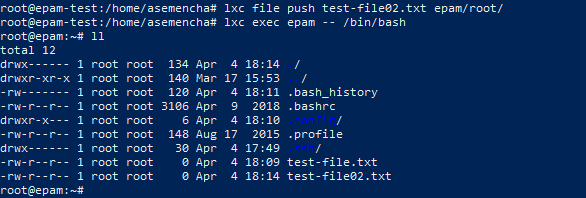 root@epam-test:/home/asemencha# lxc file push test-file02.txt epam/root/
root@epam-test:/home/asemencha# lxc exec epam -- /bin/bash
root@epam:~# ll
total 12
drwx------ 1 root root 134 Apr 4 18:14 ./
drwxr-xr-x 1 root root 140 Mar 17 15:53 ../
-rw------- 1 root root 120 Apr 4 18:11 .bash_history
-rw-r--r-- 1 root root 3106 Apr 9 2018 .bashrc
drwxr-x--- 1 root root 6 Apr 4 18:10 .config/
-rw-r--r-- 1 root root 148 Aug 17 2015 .profile
drwx------ 1 root root 30 Apr 4 17:49 .ssh/
-rw-r--r-- 1 root root 0 Apr 4 18:09 test-file.txt
-rw-r--r-- 1 root root 0 Apr 4 18:14 test-file02.txt
root@epam:~#